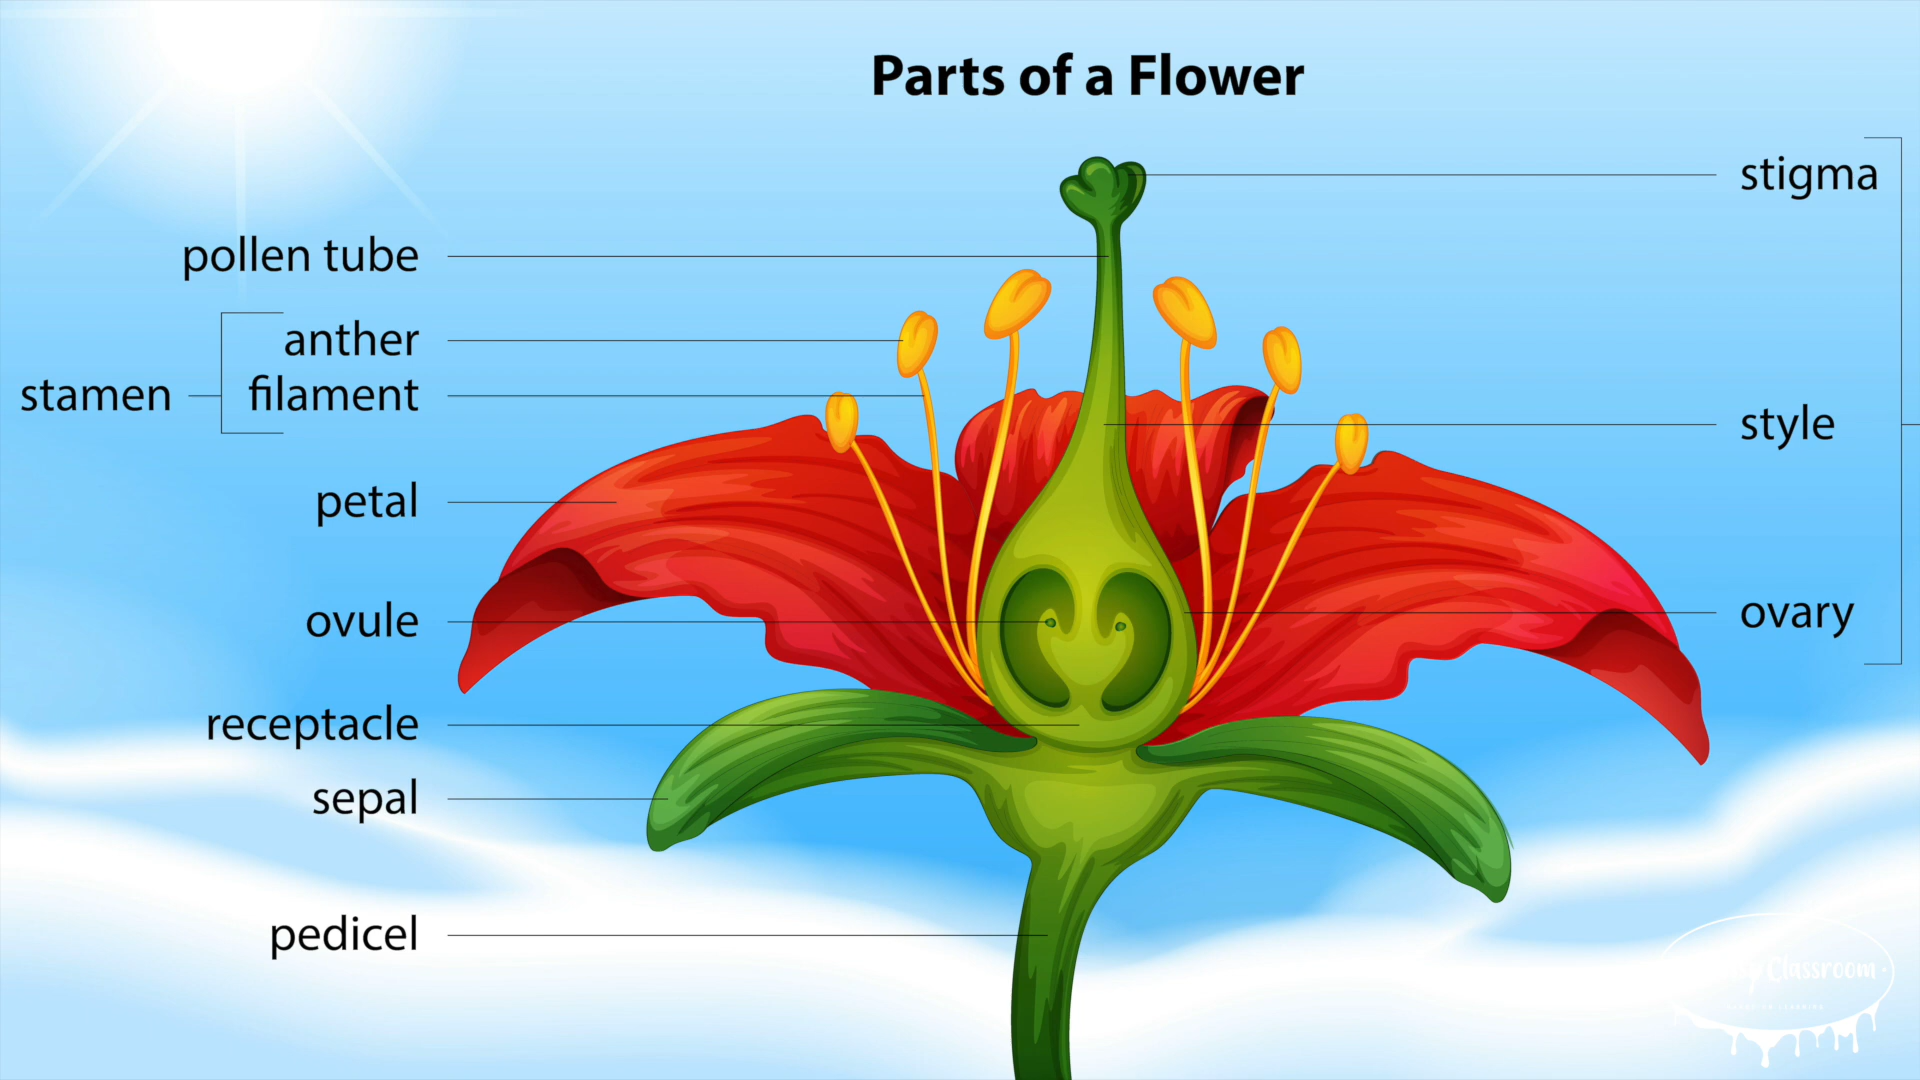 Parts of a Flower
stigma
pollen tube
anther
stamen
filament
style
petal
ovule
ovary
receptacle
sepal
pedicel
Classroom